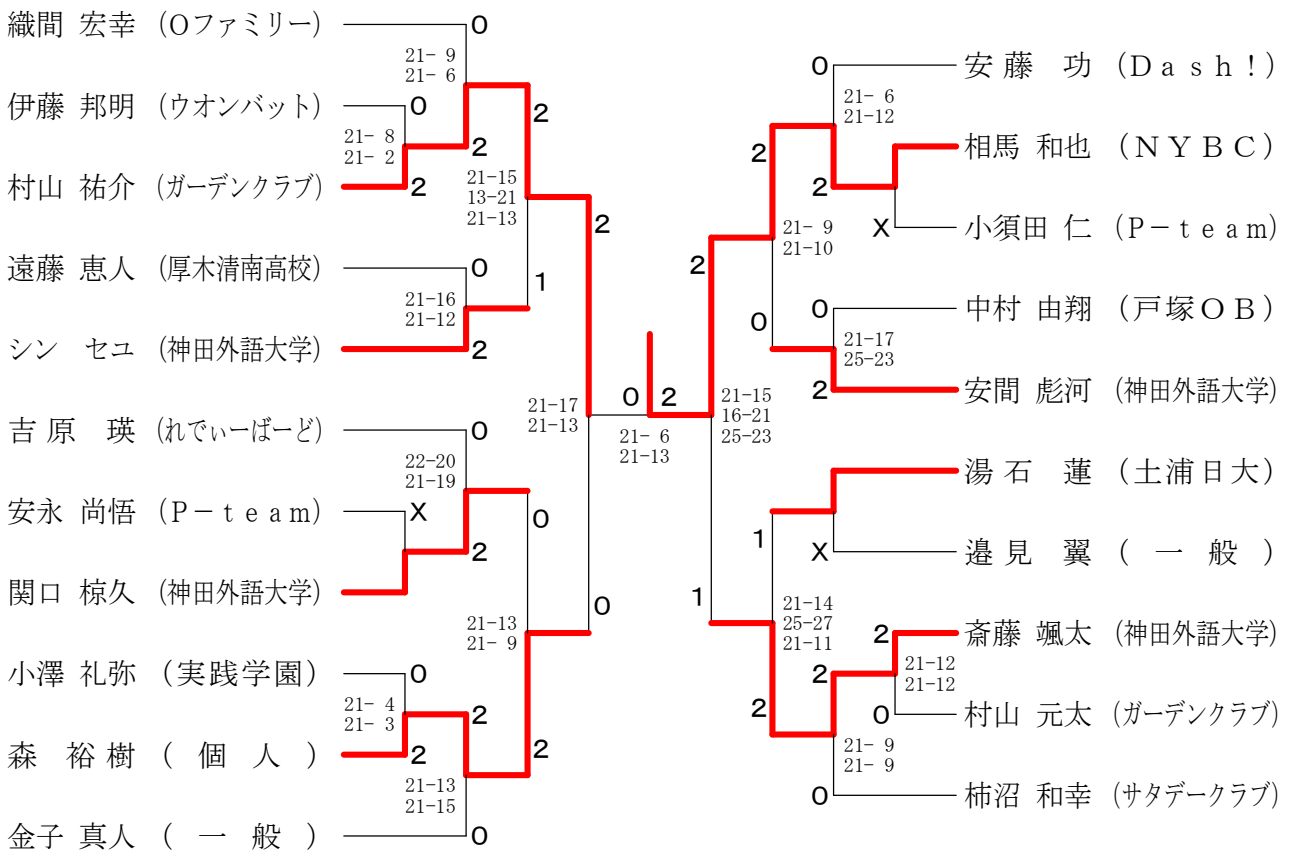 織間 宏幸 (Oファミリー)
0
21- 9
21- 6
伊藤 邦明 (ウオンバット)
0
21- 8
21- 2
2
2
村山 祐介 (ガーデンクラブ)
2
21-15
13-21
21-13
2
遠藤 恵人 (厚木清南高校)
0
1
21-16
21-12
シン セユ (神田外語大学)
2
21-17
21-13
吉原 瑛 (れでぃーばーど)
0
22-20
21-19
安永 尚悟 (P-team)
X
0
2
関口 椋久 (神田外語大学)
0
21-13
21- 9
小澤 礼弥 (実践学園)
0
21- 4
21- 3
2
森 裕樹 (個人)
2
2
21-13
21-15
金子 真人 (一般)
0
0
2
21- 6
21-13
0
安藤 功 (Dash!)
21- 6
21-12
相馬 和也 (NYBC)
2
2
X
小須田 仁 (P-team)
21- 9
21-10
2
0
0
中村 由翔 (戸塚OB)
21-17
25-23
2
安間 彪河 (神田外語大学)
21-15
16-21
25-23
湯石 蓮 (土浦日大)
1
X
邉見 翼 (一般)
1
21-14
25-27
21-11
2
斎藤 颯太 (神田外語大学)
21-12
21-12
2
2
0
村山 元太 (ガーデンクラブ)
21- 9
21- 9
0
柿沼 和幸 (サタデークラブ)